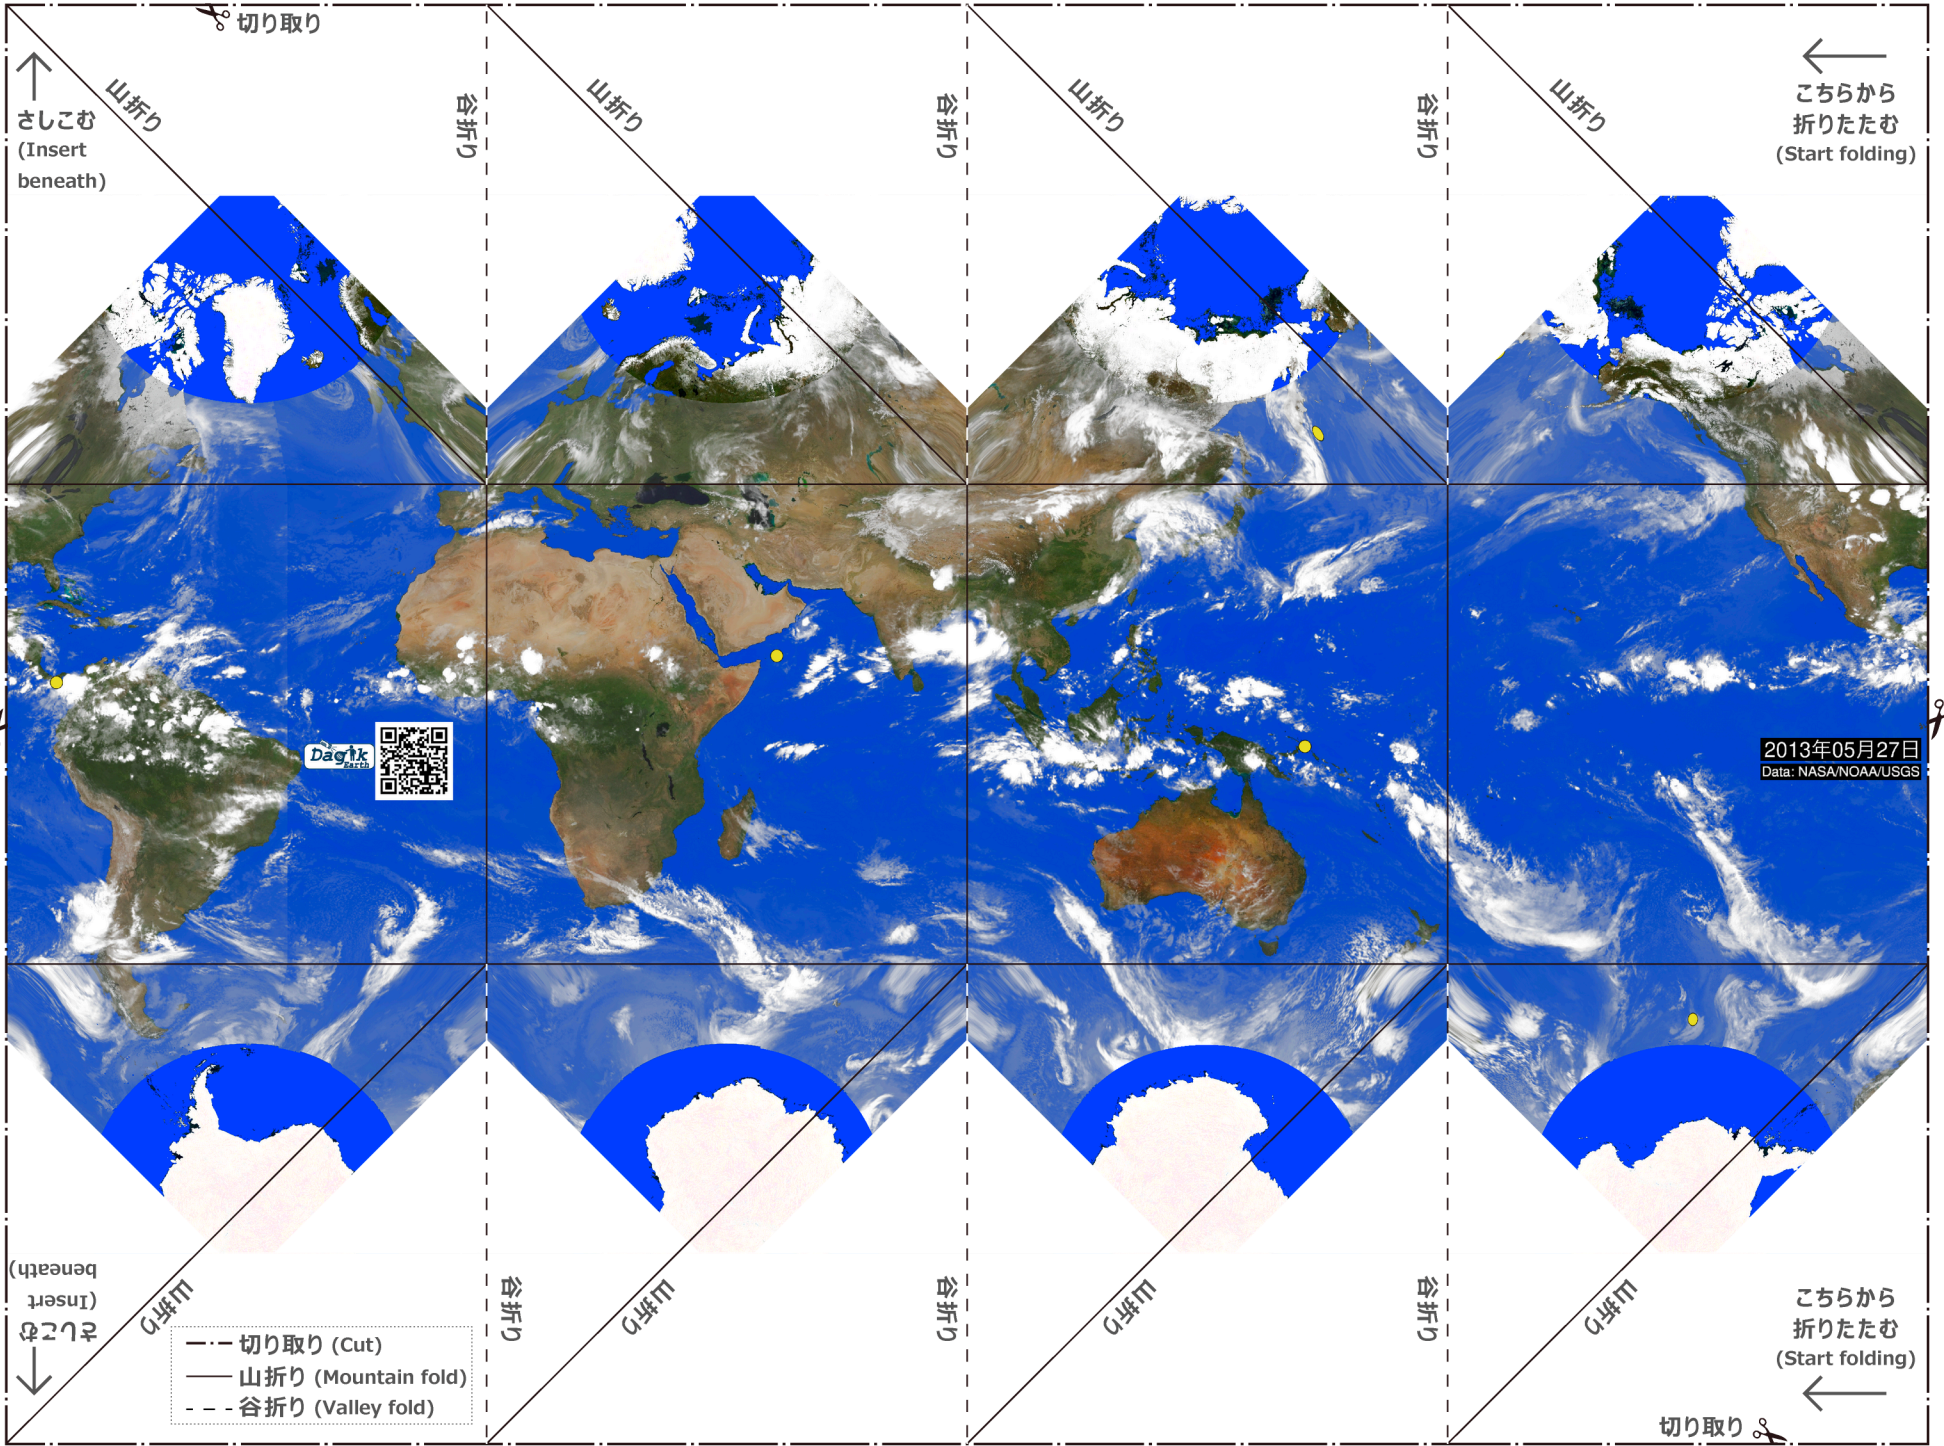 切り取り
さしこむ
(Insert
beneath)
山折り
谷折り
山折り
谷折り
山折り
谷折り
山折り
こちらから
折りたたむ
(Start folding)
Dagik
Earth
2013年05月27日
Data: NASA/NOAA/USGS
さしこむ
(Insert
beneath)
山折り
谷折り
山折り
谷折り
山折り
谷折り
山折り
こちらから
折りたたむ
(Start folding)
切り取り (Cut)
山折り (Mountain fold)
谷折り (Valley fold)
切り取り